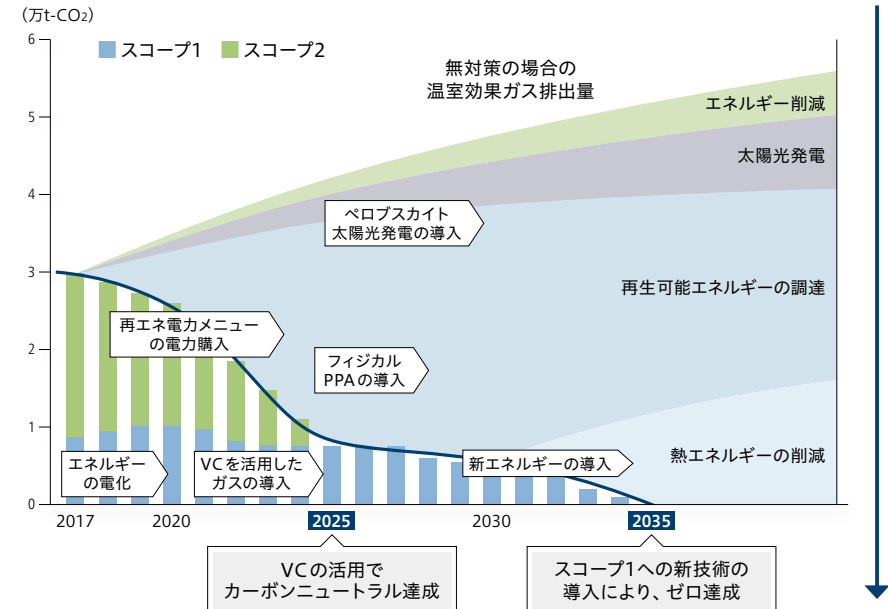 (万t-CO2)
6
5
4
3
2
1
0
スコープ1
スコープ2
無対策の場合の
温室効果ガス排出量
エネルギー削減
太陽光発電
ペロブスカイト
太陽光発電の導入
再生可能エネルギーの調達
再エネ電力メニュー
の電力購入
フィジカル
PPAの導入
エネルギー
の電化
VCを活用した
ガスの導入
新エネルギーの導入
熱エネルギーの削減
2017
2020
2025
2030
2035
VCの活用で
カーボンニュートラル達成
スコープ1への新技術の
導入により、ゼロ達成